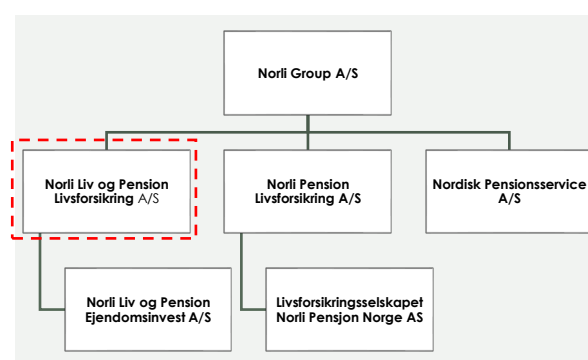 Norli Group A/S
Norli Liv og Pension
Livsforsikring A/S
Norli Pension
Livsforsikring A/S
Nordisk Pensionsservice
A/S
Norli Liv og Pension
Ejendomsinvest A/S
Livsforsikringsselskapet
Norli Pensjon Norge AS